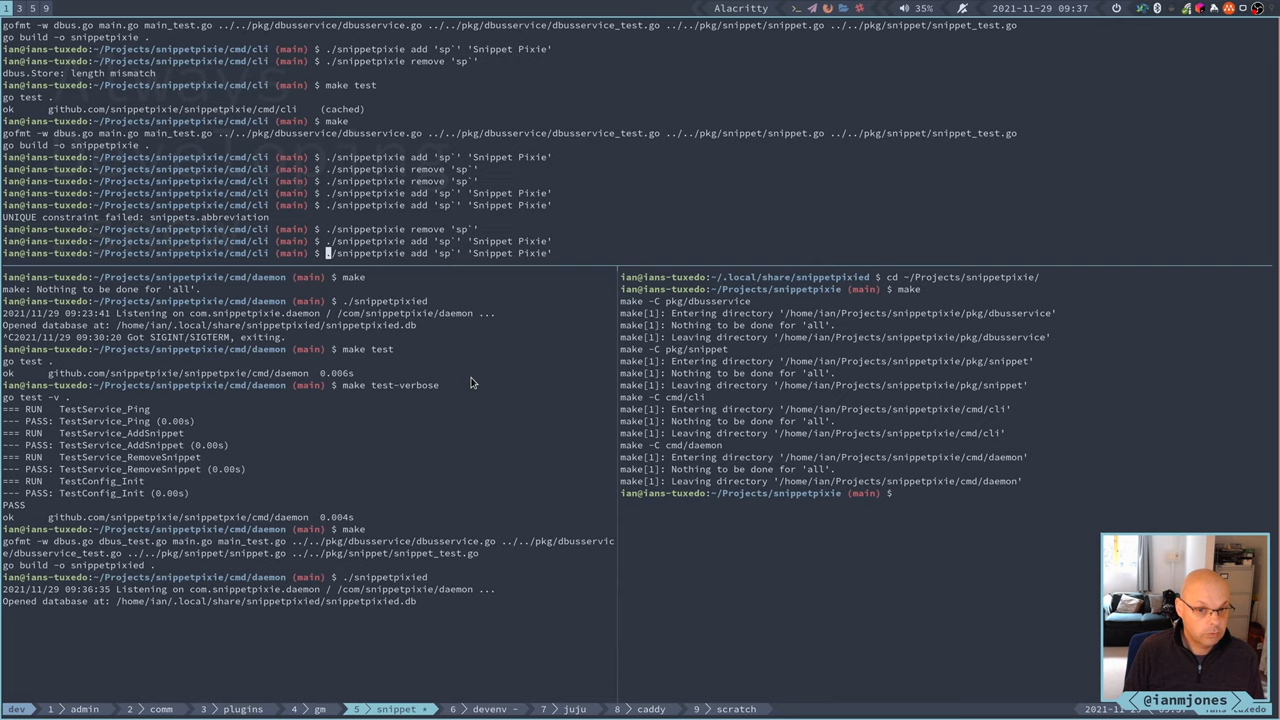 1 3 5 9
Alacritty
35%
2021-11-29 09:37
gofmt -w dbus.go main.go main_test.go ../../pkg/dbusservice/dbusservice.go ../../pkg/dbusservice/dbusservice_test.go ../../pkg/snippet/snippet.go ../../pkg/snippet/snippet_test.go
go build -o snippetpixie .
ian@ians-tuxedo:~/Projects/snippetpixie/cmd/cli (main) $ ./snippetpixie add 'sp`' 'Snippet Pixie'
ian@ians-tuxedo:~/Projects/snippetpixie/cmd/cli (main) $ ./snippetpixie remove 'sp`'
dbus.Store: length mismatch
ian@ians-tuxedo:~/Projects/snippetpixie/cmd/cli (main) $ make test
go test .
ok      github.com/snippetpixie/snippetpixie/cmd/cli    (cached)
ian@ians-tuxedo:~/Projects/snippetpixie/cmd/cli (main) $ make
gofmt -w dbus.go main.go main_test.go ../../pkg/dbusservice/dbusservice.go ../../pkg/dbusservice/dbusservice_test.go ../../pkg/snippet/snippet.go ../../pkg/snippet/snippet_test.go
go build -o snippetpixie .
ian@ians-tuxedo:~/Projects/snippetpixie/cmd/cli (main) $ ./snippetpixie add 'sp`' 'Snippet Pixie'
ian@ians-tuxedo:~/Projects/snippetpixie/cmd/cli (main) $ ./snippetpixie remove 'sp`'
ian@ians-tuxedo:~/Projects/snippetpixie/cmd/cli (main) $ ./snippetpixie remove 'sp`'
ian@ians-tuxedo:~/Projects/snippetpixie/cmd/cli (main) $ ./snippetpixie add 'sp`' 'Snippet Pixie'
ian@ians-tuxedo:~/Projects/snippetpixie/cmd/cli (main) $ ./snippetpixie add 'sp`' 'Snippet Pixie'
UNIQUE constraint failed: snippets.abbreviation
ian@ians-tuxedo:~/Projects/snippetpixie/cmd/cli (main) $ ./snippetpixie remove 'sp`'
ian@ians-tuxedo:~/Projects/snippetpixie/cmd/cli (main) $ ./snippetpixie add 'sp`' 'Snippet Pixie'
ian@ians-tuxedo:~/Projects/snippetpixie/cmd/cli (main) $ ./snippetpixie add 'sp`' 'Snippet Pixie'
ian@ians-tuxedo:~/Projects/snippetpixie/cmd/daemon (main) $ make
make: Nothing to be done for 'all'.
ian@ians-tuxedo:~/Projects/snippetpixie/cmd/daemon (main) $ ./snippetpixied
2021/11/29 09:23:41 Listening on com.snippetpixie.daemon / /com/snippetpixie/daemon ...
Opened database at: /home/ian/.local/share/snippetpixied/snippetpixied.db
^C2021/11/29 09:30:20 Got SIGINT/SIGTERM, exiting.
ian@ians-tuxedo:~/Projects/snippetpixie/cmd/daemon (main) $ make test
go test .
ok      github.com/snippetpixie/snippetpixie/cmd/daemon  0.006s
ian@ians-tuxedo:~/Projects/snippetpixie/cmd/daemon (main) $ make test-verbose
go test -v .
=== RUN   TestService_Ping
--- PASS: TestService_Ping (0.00s)
=== RUN   TestService_AddSnippet
--- PASS: TestService_AddSnippet (0.00s)
=== RUN   TestService_RemoveSnippet
--- PASS: TestService_RemoveSnippet (0.00s)
=== RUN   TestConfig_Init
--- PASS: TestConfig_Init (0.00s)
PASS
ok      github.com/snippetpixie/snippetpixie/cmd/daemon  0.004s
ian@ians-tuxedo:~/Projects/snippetpixie/cmd/daemon (main) $ make
gofmt -w dbus.go dbus_test.go main.go main_test.go ../../pkg/dbusservice/dbusservice.go ../../pkg/dbusservic
e/dbusservice_test.go ../../pkg/snippet/snippet.go ../../pkg/snippet/snippet_test.go
go build -o snippetpixied .
ian@ians-tuxedo:~/Projects/snippetpixie/cmd/daemon (main) $ ./snippetpixied
2021/11/29 09:36:35 Listening on com.snippetpixie.daemon / /com/snippetpixie/daemon ...
Opened database at: /home/ian/.local/share/snippetpixied/snippetpixied.db
ian@ians-tuxedo:~/.local/share/snippetpixied $ cd ~/Projects/snippetpixie/
ian@ians-tuxedo:~/Projects/snippetpixie (main) $ make
make -C pkg/dbusservice
make[1]: Entering directory '/home/ian/Projects/snippetpixie/pkg/dbusservice'
make[1]: Nothing to be done for 'all'.
make[1]: Leaving directory '/home/ian/Projects/snippetpixie/pkg/dbusservice'
make -C pkg/snippet
make[1]: Entering directory '/home/ian/Projects/snippetpixie/pkg/snippet'
make[1]: Nothing to be done for 'all'.
make[1]: Leaving directory '/home/ian/Projects/snippetpixie/pkg/snippet'
make -C cmd/cli
make[1]: Entering directory '/home/ian/Projects/snippetpixie/cmd/cli'
make[1]: Nothing to be done for 'all'.
make[1]: Leaving directory '/home/ian/Projects/snippetpixie/cmd/cli'
make -C cmd/daemon
make[1]: Entering directory '/home/ian/Projects/snippetpixie/cmd/daemon'
make[1]: Nothing to be done for 'all'.
make[1]: Leaving directory '/home/ian/Projects/snippetpixie/cmd/daemon'
ian@ians-tuxedo:~/Projects/snippetpixie (main) $
@ianmjones
dev 1 admin 2 comm 3 plugins 4 gm 5 snippet * 6 devenv - 7 juju 8 caddy 9 scratch